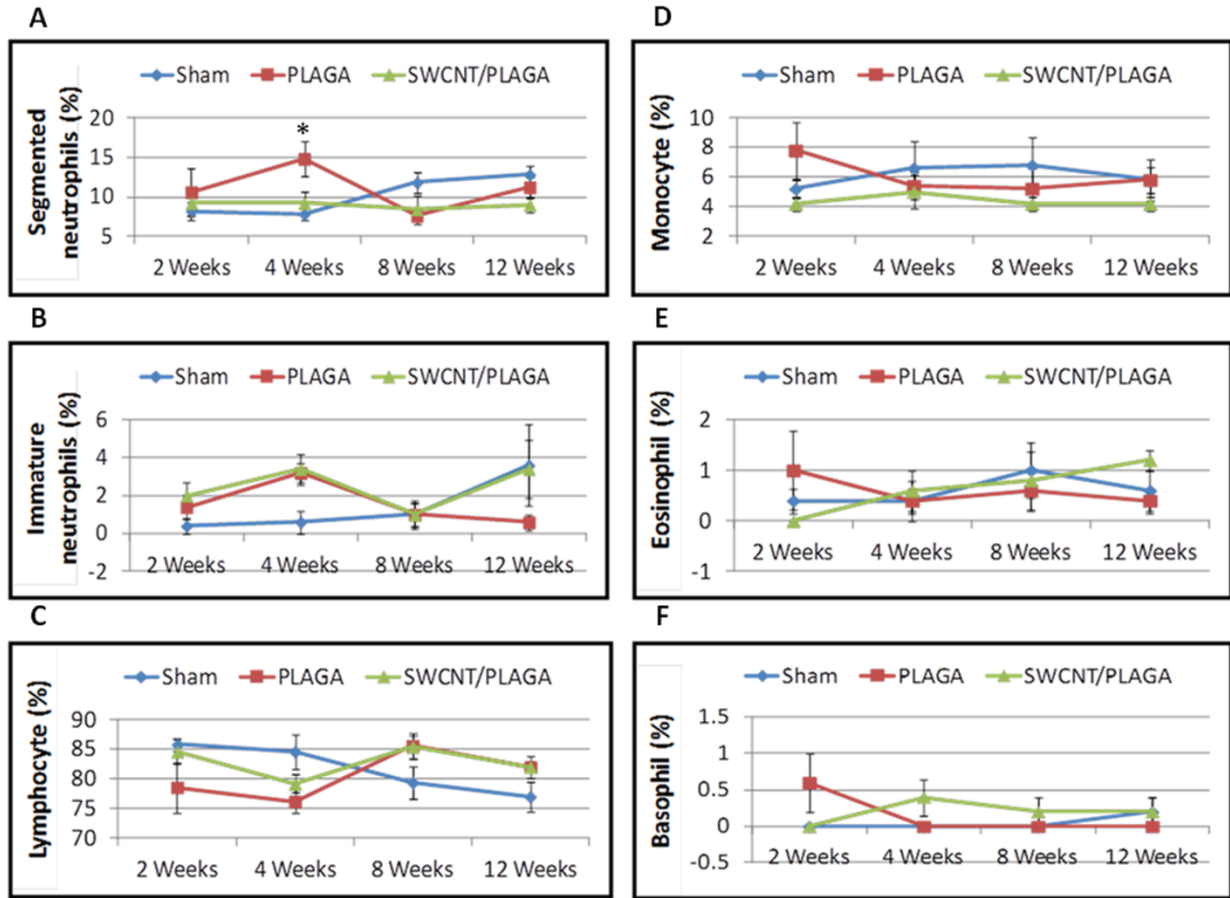 A
Sham PLAGA SWCNT/PLAGA
Segmented
neutrophils (%)
20
*
15
10
5
2 Weeks 4 Weeks 8 Weeks 12 Weeks
B
Sham PLAGA SWCNT/PLAGA
Immature
neutrophils (%)
6
4
2
0
-2
2 Weeks 4 Weeks 8 Weeks 12 Weeks
C
Sham PLAGA SWCNT/PLAGA
Lymphocyte (%)
90
85
80
75
70
2 Weeks 4 Weeks 8 Weeks 12 Weeks
D
Sham PLAGA SWCNT/PLAGA
Monocyte (%)
10
8
6
4
2
2 Weeks 4 Weeks 8 Weeks 12 Weeks
E
Sham PLAGA SWCNT/PLAGA
Eosinophil (%)
2
1
0
-1
2 Weeks 4 Weeks 8 Weeks 12 Weeks
F
Sham PLAGA SWCNT/PLAGA
Basophil (%)
1.5
1
0.5
0
-0.5
2 Weeks 4 Weeks 8 Weeks 12 Weeks